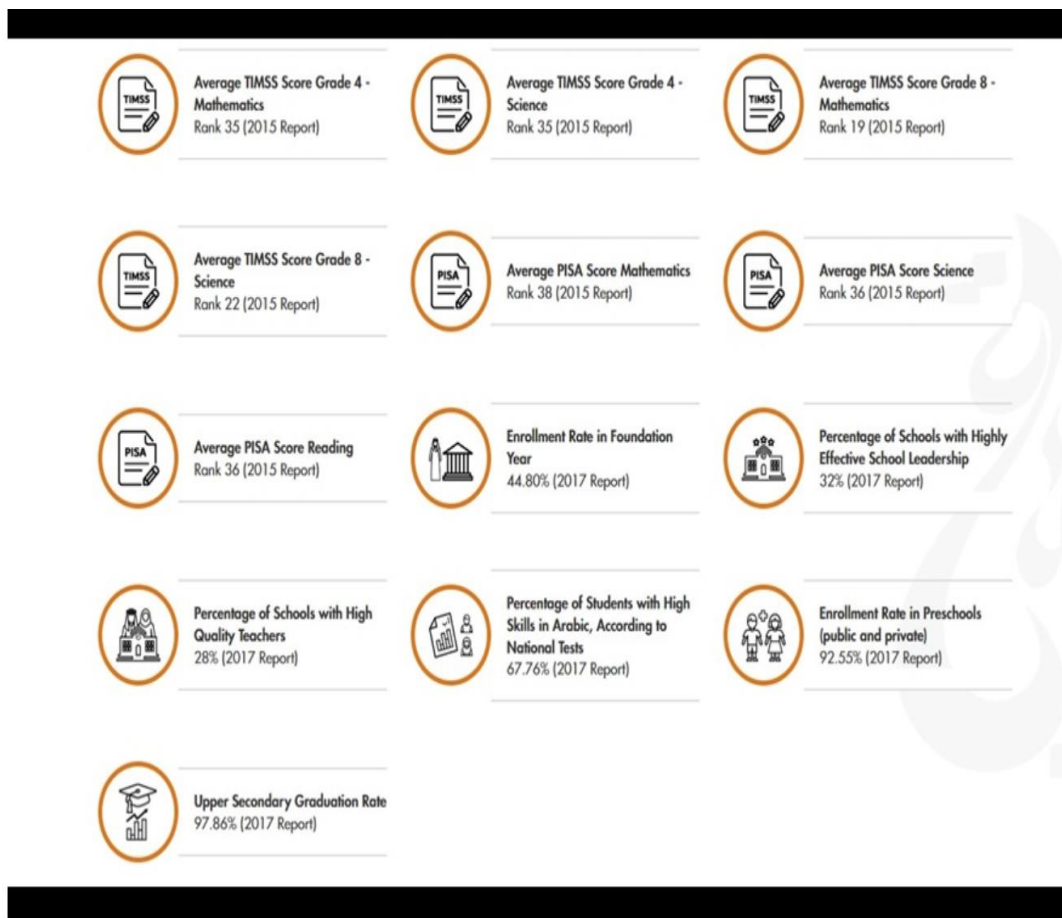 TIMSS
Average TIMSS Score Grade 4 -
Mathematics
Rank 35 (2015 Report)
TIMSS
Average TIMSS Score Grade 4 -
Science
Rank 35 (2015 Report)
TIMSS
Average TIMSS Score Grade 8 -
Mathematics
Rank 19 (2015 Report)
TIMSS
Average TIMSS Score Grade 8 -
Science
Rank 22 (2015 Report)
PISA
Average PISA Score Mathematics
Rank 38 (2015 Report)
PISA
Average PISA Score Science
Rank 36 (2015 Report)
PISA
Average PISA Score Reading
Rank 36 (2015 Report)
Enrollment Rate in Foundation
Year
44.80% (2017 Report)
Percentage of Schools with Highly
Effective School Leadership
32% (2017 Report)
Percentage of Schools with High
Quality Teachers
28% (2017 Report)
Percentage of Students with High
Skills in Arabic, According to
National Tests
67.76% (2017 Report)
Enrollment Rate in Preschools
(public and private)
92.55% (2017 Report)
Upper Secondary Graduation Rate
97.86% (2017 Report)